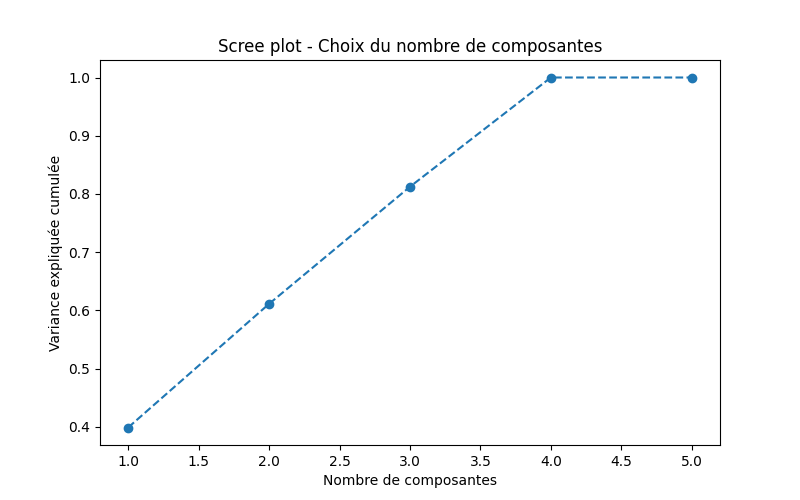 Scree plot - Choix du nombre de composantes
Variance expliquée cumulée
1.0
0.9
0.8
0.7
0.6
0.5
0.4
1.0 1.5 2.0 2.5 3.0 3.5 4.0 4.5 5.0
Nombre de composantes